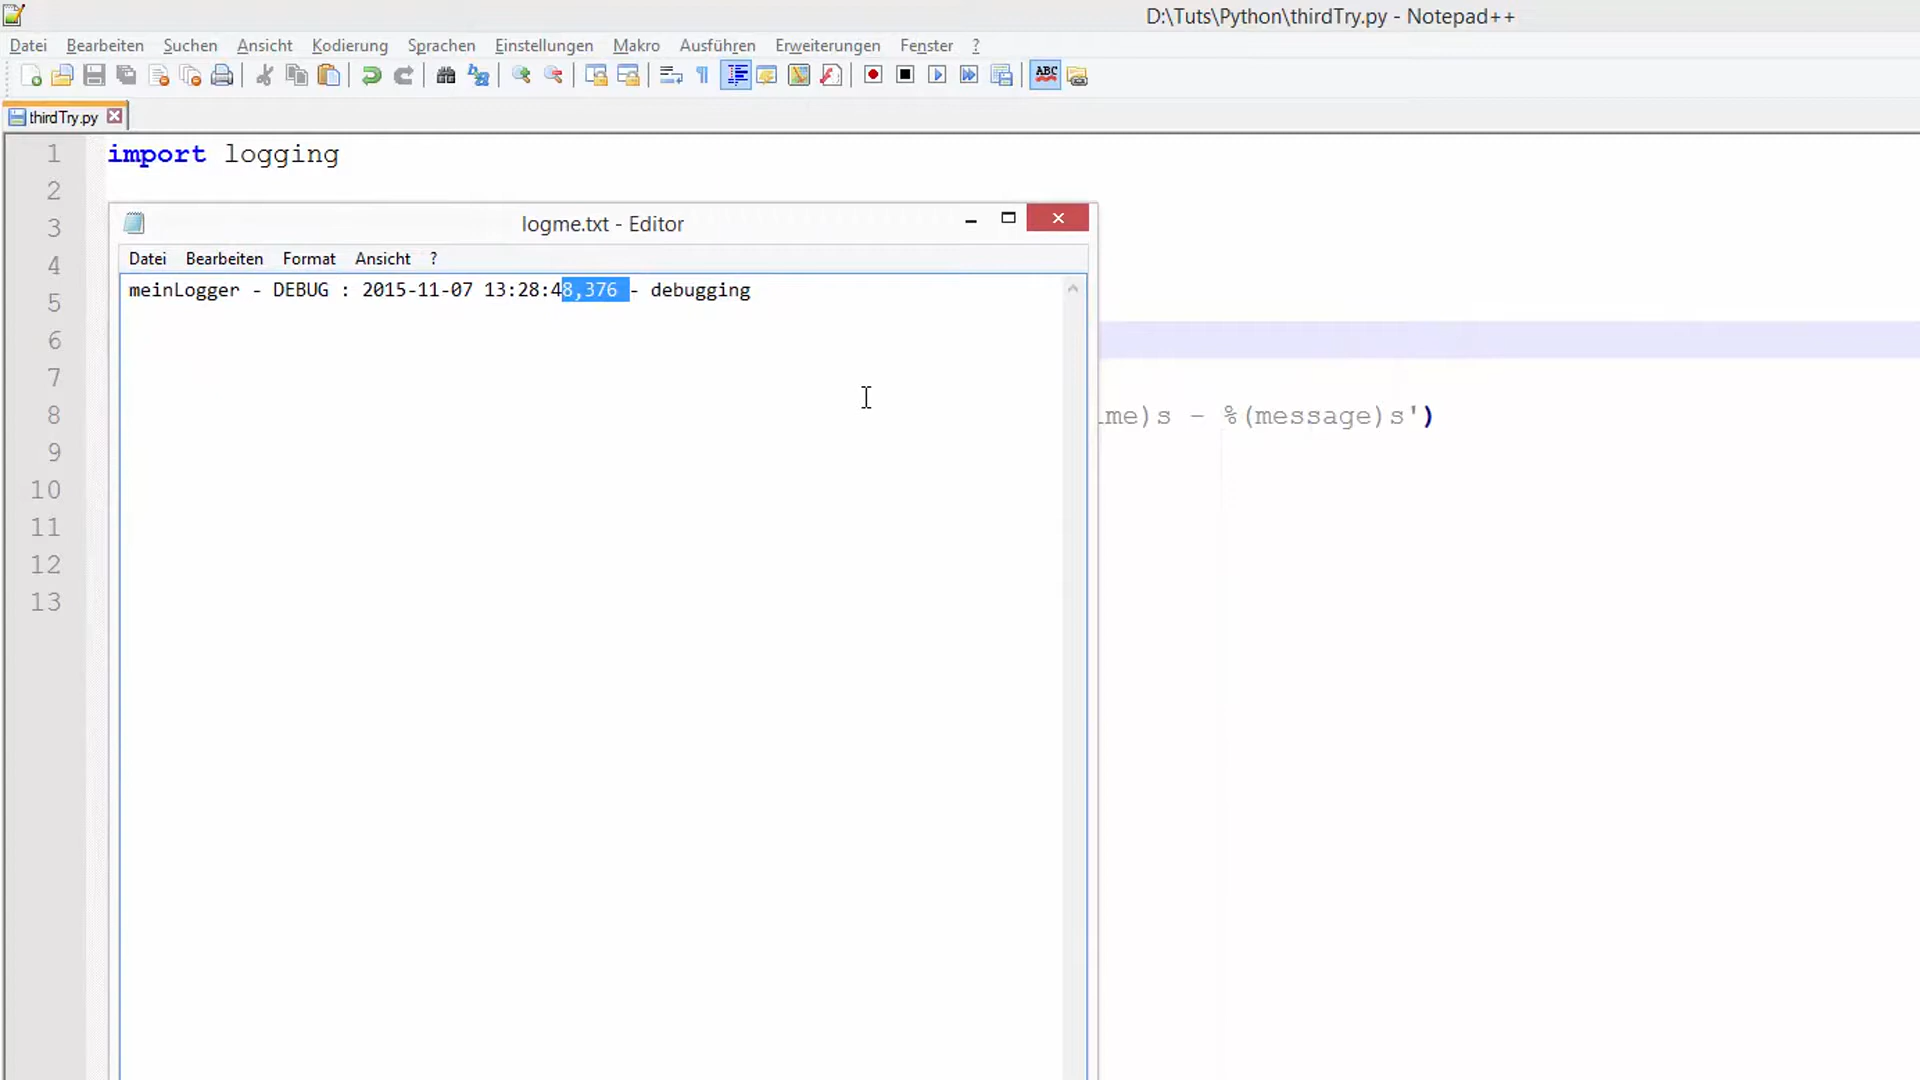 D:\Tuts\Python\thirdTry.py - Notepad++
Datei Bearbeiten Suchen Ansicht Kodierung Sprachen Einstellungen Makro Ausführen Erweiterungen Fenster ?
ABC
thirdTry.py
1 import logging
2
3
logme.txt - Editor
4
Datei Bearbeiten Format Ansicht ?
5
meinLogger - DEBUG : 2015-11-07 13:28:48,376 - debugging
6
7
8 me)s - %(message)s')
9
10
11
12
13